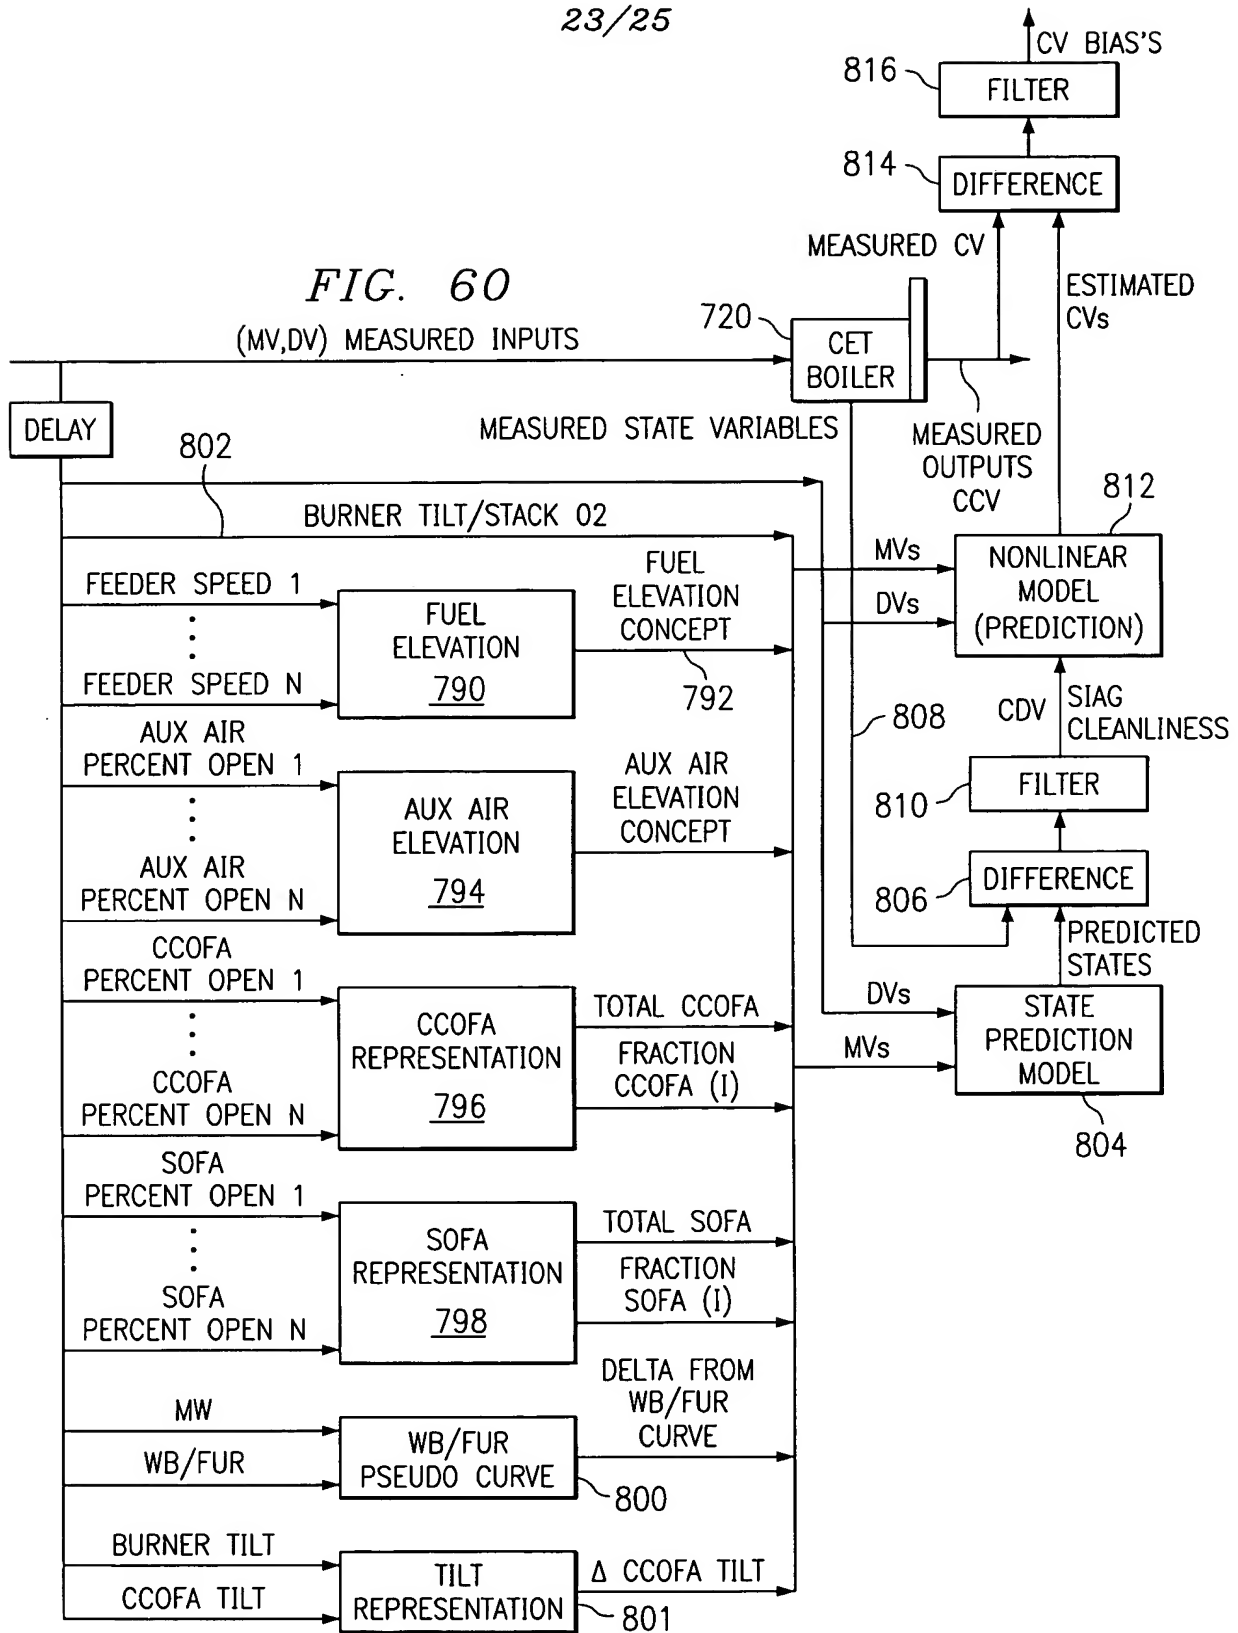 23/25
CV BIAS'S
816
FILTER
814
DIFFERENCE
MEASURED CV
FIG. 60
ESTIMATED
CVs
720
(MV,DV) MEASURED INPUTS
CET
BOILER
DELAY
MEASURED STATE VARIABLES
MEASURED
OUTPUTS
CCV
802
812
BURNER TILT/STACK O2
MVs
NONLINEAR
MODEL
(PREDICTION)
DVs
FEEDER SPEED 1
FUEL
ELEVATION
790
FUEL
ELEVATION
CONCEPT
792
FEEDER SPEED N
808
CDV
SIAG
CLEANLINESS
AUX AIR
PERCENT OPEN 1
AUX AIR
ELEVATION
794
AUX AIR
ELEVATION
CONCEPT
810
FILTER
AUX AIR
PERCENT OPEN N
806
DIFFERENCE
PREDICTED
STATES
CCOFA
PERCENT OPEN 1
CCOFA
REPRESENTATION
796
TOTAL CCOFA
FRACTION
CCOFA (I)
DVs
MVs
STATE
PREDICTION
MODEL
804
CCOFA
PERCENT OPEN N
SOFA
PERCENT OPEN 1
SOFA
REPRESENTATION
798
TOTAL SOFA
FRACTION
SOFA (I)
SOFA
PERCENT OPEN N
MW
WB/FUR
WB/FUR
PSEUDO CURVE
800
DELTA FROM
WB/FUR
CURVE
BURNER TILT
CCOFA TILT
TILT
REPRESENTATION
801
Δ CCOFA TILT